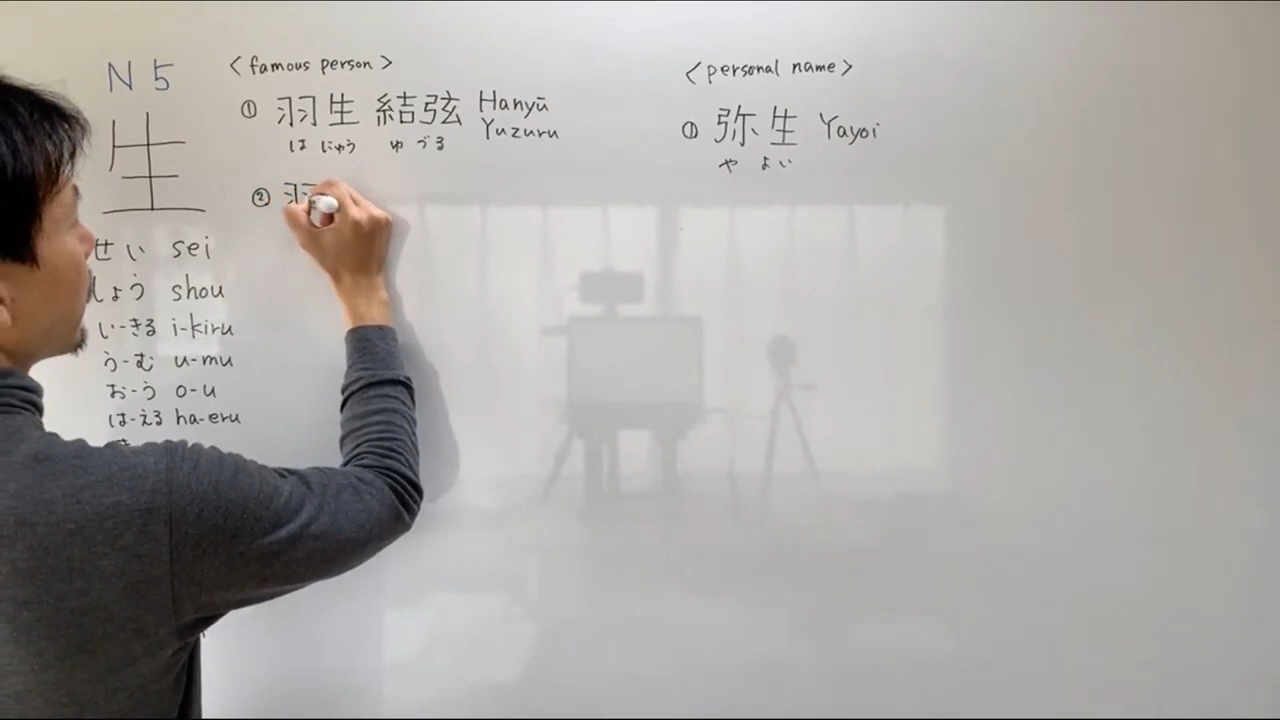 N5
生
せい sei
しょう shou
い-きる i-kiru
う-む u-mu
お-う o-u
は-える ha-eru
<famous person>
① 羽生 結弦 Hanyū Yuzuru
はにゅう ゆづる
② 羽
<personal name>
① 弥生 Yayoi
やよい